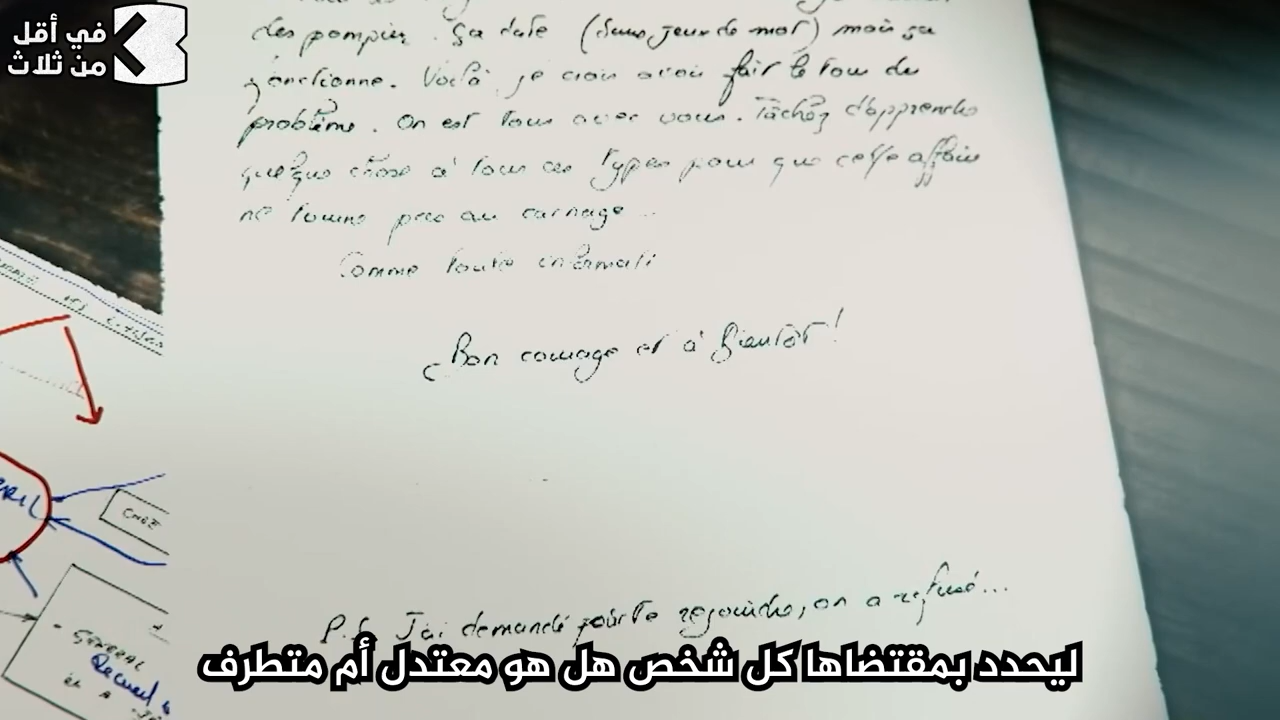 في أقل
من ثلاث
des pompier. ça date (sans jeux de mot) mais ça
fonctionne. Voilà, je crois avoir fait le tour du
problème. On est tous avec vous. Tâchez d'apprendre
quelque chose à tous ces types pour que cette affaire
ne tourne pas au carnage...
Comme toute
Bon courage et à bientôt!
P.S. J'ai demandé pour te rejoindre, on a refusé...
GENERAL
ليحدد بمقتضاها كل شخص هل هو معتدل أم متطرف